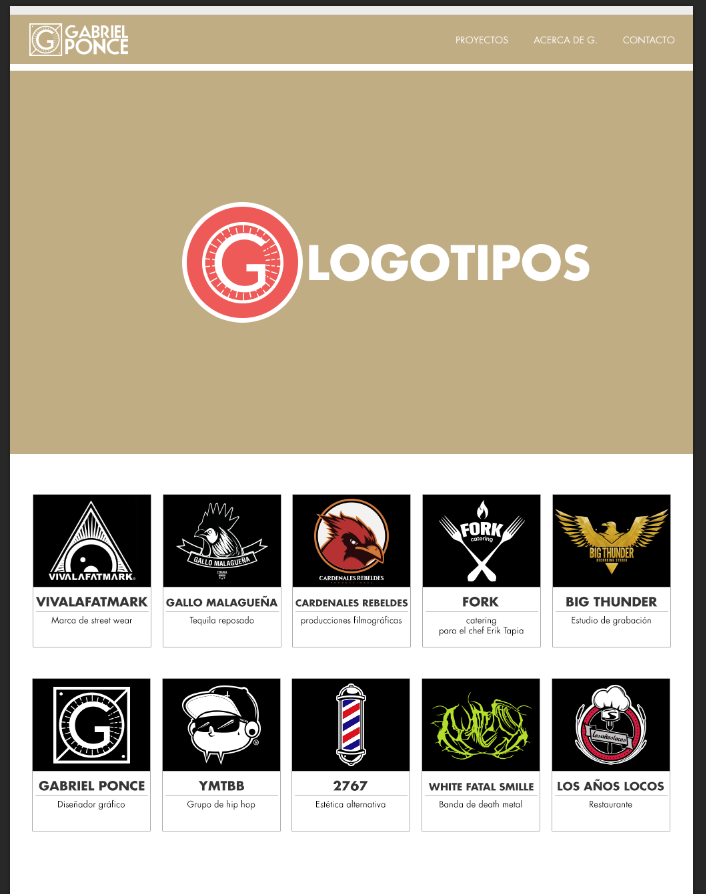 GABRIEL
PONCE
PROYECTOS
ACERCA DE G.
CONTACTO
G LOGOTIPOS
VIVALAFATMARK
GALLO MALAGUEÑA
CARDENALES REBELDES
FORK
catering
BIG THUNDER
RECORDING STUDIO
VIVALAFATMARK
GALLO MALAGUEÑA
CARDENALES REBELDES
FORK
BIG THUNDER
Marca de street wear
Tequila reposado
producciones filmográficas
catering
para el chef Erik Tapia
Estudio de grabación
G
GABRIEL PONCE
YMTBB
2767
WHITE FATAL SMILLE
LOS AÑOS LOCOS
Diseñador gráfico
Grupo de hip hop
Estética alternativa
Banda de death metal
Restaurante